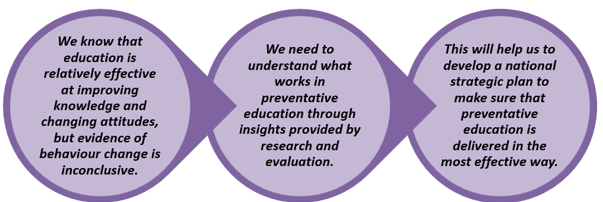 We know that
education is
relatively effective
at improving
knowledge and
changing attitudes,
but evidence of
behaviour change is
inconclusive.
We need to
understand what
works in
preventative
education through
insights provided by
research and
evaluation.
This will help us to
develop a national
strategic plan to
make sure that
preventative
education is
delivered in the
most effective way.